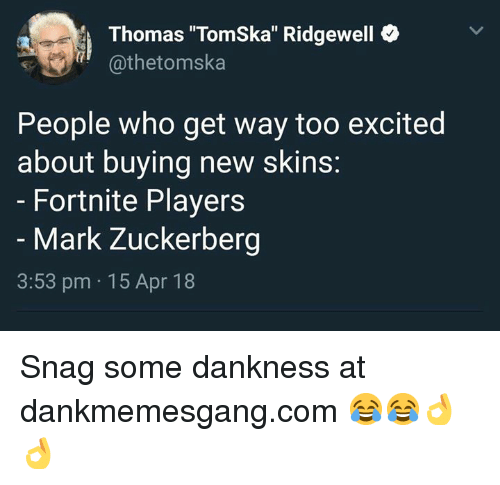 Thomas "TomSka" Ridgewell
@thetomska
People who get way too excited
about buying new skins:
- Fortnite Players
- Mark Zuckerberg
3:53 pm · 15 Apr 18
Snag some dankness at
dankmemesgang.com 😂😂👌
👌